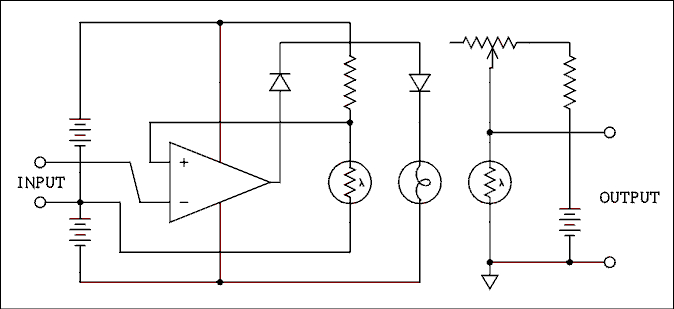 +
λ
λ
INPUT
−
OUTPUT